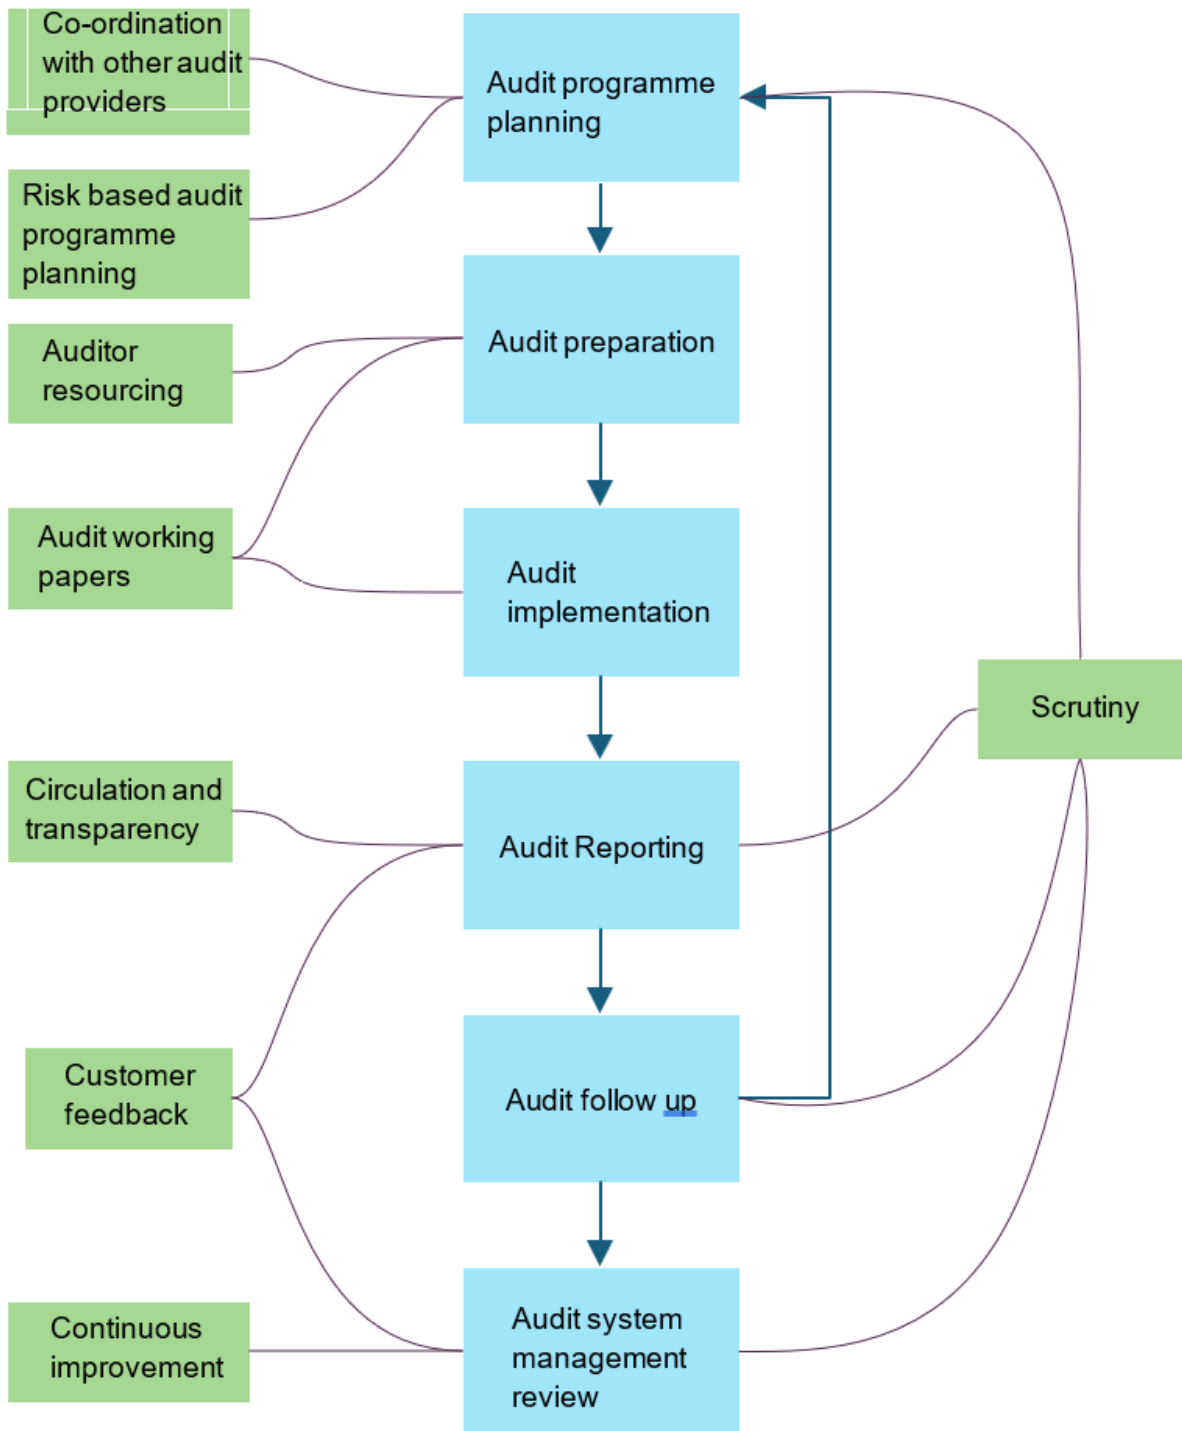 Co-ordination
with other audit
providers
Audit programme
planning
Risk based audit
programme
planning
Auditor
resourcing
Audit preparation
Audit working
papers
Audit
implementation
Scrutiny
Circulation and
transparency
Audit Reporting
Customer
feedback
Audit follow up
Continuous
improvement
Audit system
management
review